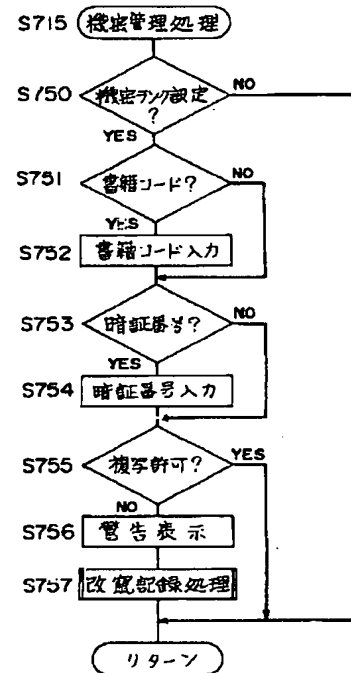 S715 機密管理処理
S750 機密ランク設定 NO
?
YES
S751 書籍コード? NO
YES
S752 書籍コード入力
S753 暗証番号? NO
YES
S754 暗証番号入力
S755 複写許可? YES
NO
S756 警告表示
S757 改竄記録処理
リターン